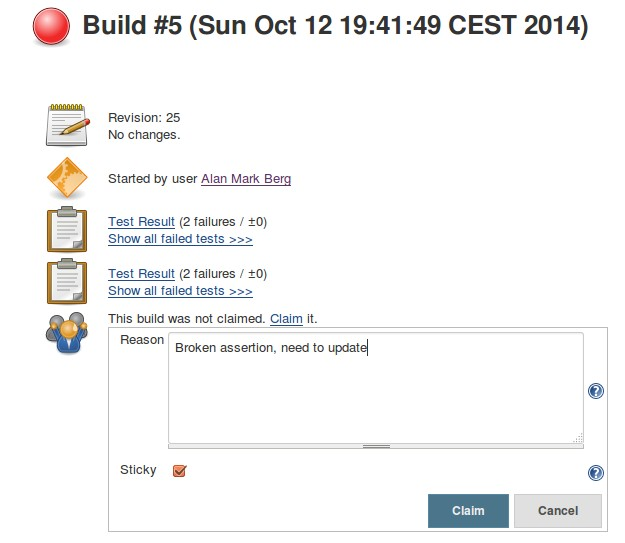 Build #5 (Sun Oct 12 19:41:49 CEST 2014)
Revision: 25
No changes.
Started by user Alan Mark Berg
Test Result (2 failures / ±0)
Show all failed tests >>>
Test Result (2 failures / ±0)
Show all failed tests >>>
This build was not claimed. Claim it.
Reason
Broken assertion, need to update
?
Sticky
?
Claim Cancel